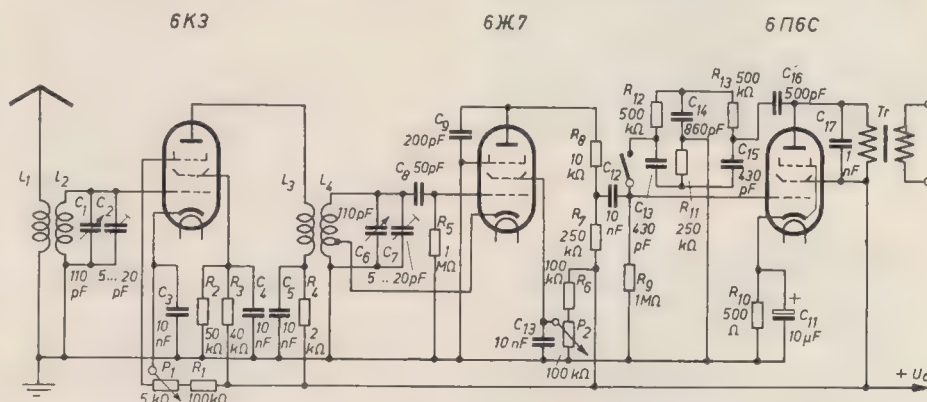 6К3
6Ж7
6П6С
L1
L2
C1
C2
110
pF
5...20
pF
C3
10
nF
P1
5 kΩ
R1
100kΩ
R2
50
kΩ
R3
40
kΩ
C4
10
nF
C5
10
nF
R4
2
kΩ
L3
L4
110pF
C6
C7
5..20pF
C8 50pF
R5
1
MΩ
C9
200pF
R8
10
kΩ
C12
10
nF
R7
250
kΩ
100
kΩ
R6
P2
100kΩ
C13
10nF
R12
500
kΩ
C14
860pF
R13 500
kΩ
C13
430
pF
R11
250
kΩ
C15
430
pF
R9
1MΩ
C16
500pF
C17
1
nF
Tr
R10
500
Ω
+
C11
10μF
+ Ua